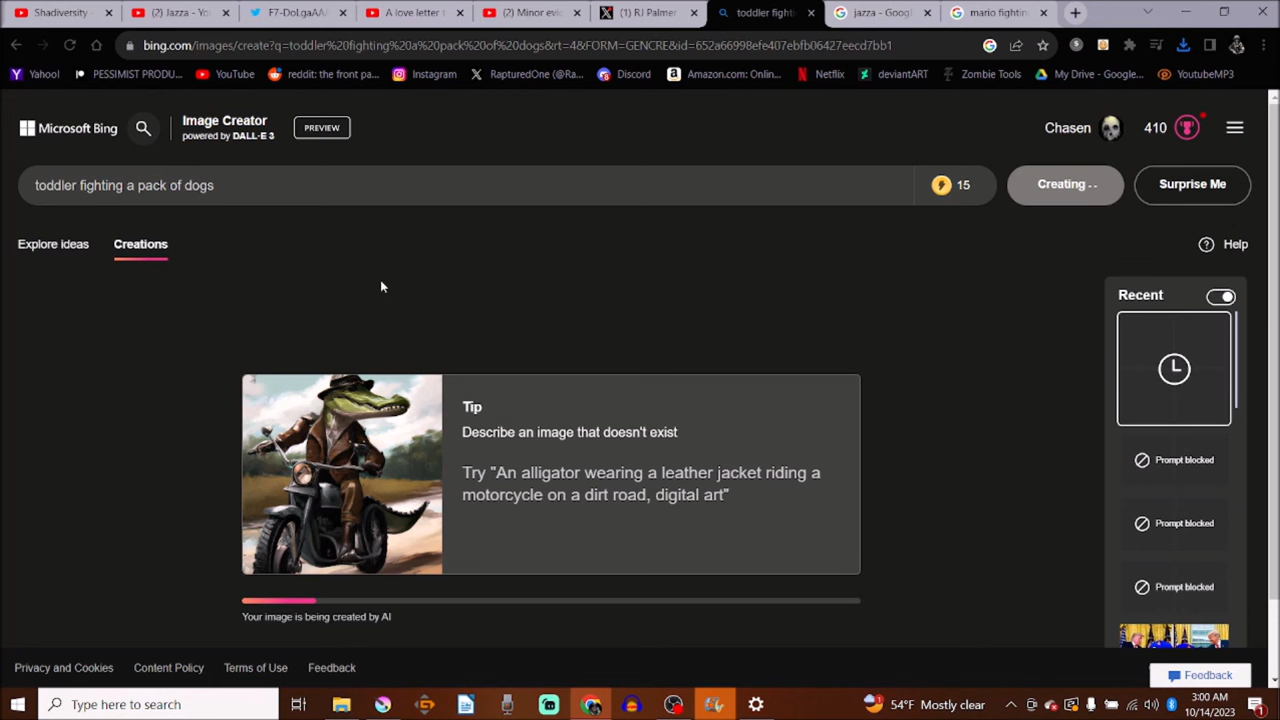 Shadiversity -
(2) Jazza - Yo
F7-DoLgaAA
A love letter t
(2) Minor evic
(1) RJ Palmer
toddler fighti
jazza - Googl
mario fightin
bing.com/images/create?q=toddler%20fighting%20a%20pack%20of%20dogs&rt=4&FORM=GENCRE&id=652a66998efe407ebfb06427eecd7bb1
Yahoo!
PESSIMIST PRODU...
YouTube
reddit: the front pa...
Instagram
RapturedOne (@Ra...
Discord
Amazon.com: Onlin...
Netflix
deviantART
Zombie Tools
My Drive - Google...
YoutubeMP3
Microsoft Bing
Image Creator
powered by DALL-E 3
PREVIEW
Chasen
410
toddler fighting a pack of dogs
15
Creating - -
Surprise Me
Explore ideas
Creations
Help
Recent
Tip
Describe an image that doesn't exist
Try "An alligator wearing a leather jacket riding a
motorcycle on a dirt road, digital art"
Prompt blocked
Prompt blocked
Prompt blocked
Your image is being created by AI
Privacy and Cookies
Content Policy
Terms of Use
Feedback
Feedback
Type here to search
54°F Mostly clear
3:00 AM
10/14/2023
1